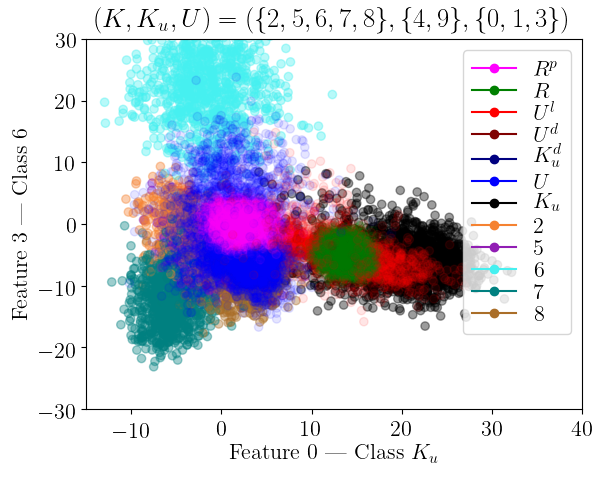 (K, K_u, U) = ({2, 5, 6, 7, 8}, {4, 9}, {0, 1, 3})
30
20
10
0
−10
−20
−30
Feature 3 — Class 6
−10 0 10 20 30 40
Feature 0 — Class K_u
R^p
R
U^l
U^d
K_u^d
U
K_u
2
5
6
7
8